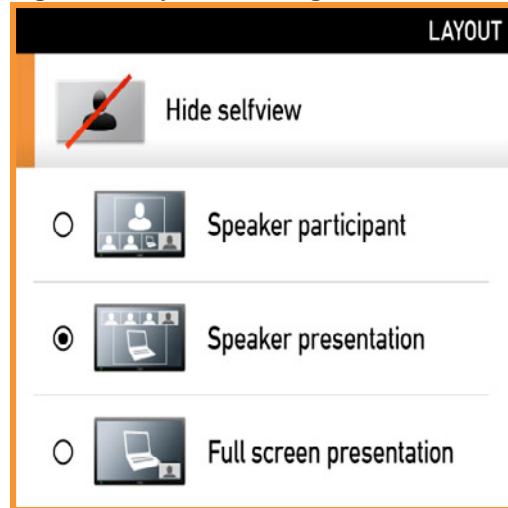 LAYOUT
Hide selfview
Speaker participant
Speaker presentation
Full screen presentation